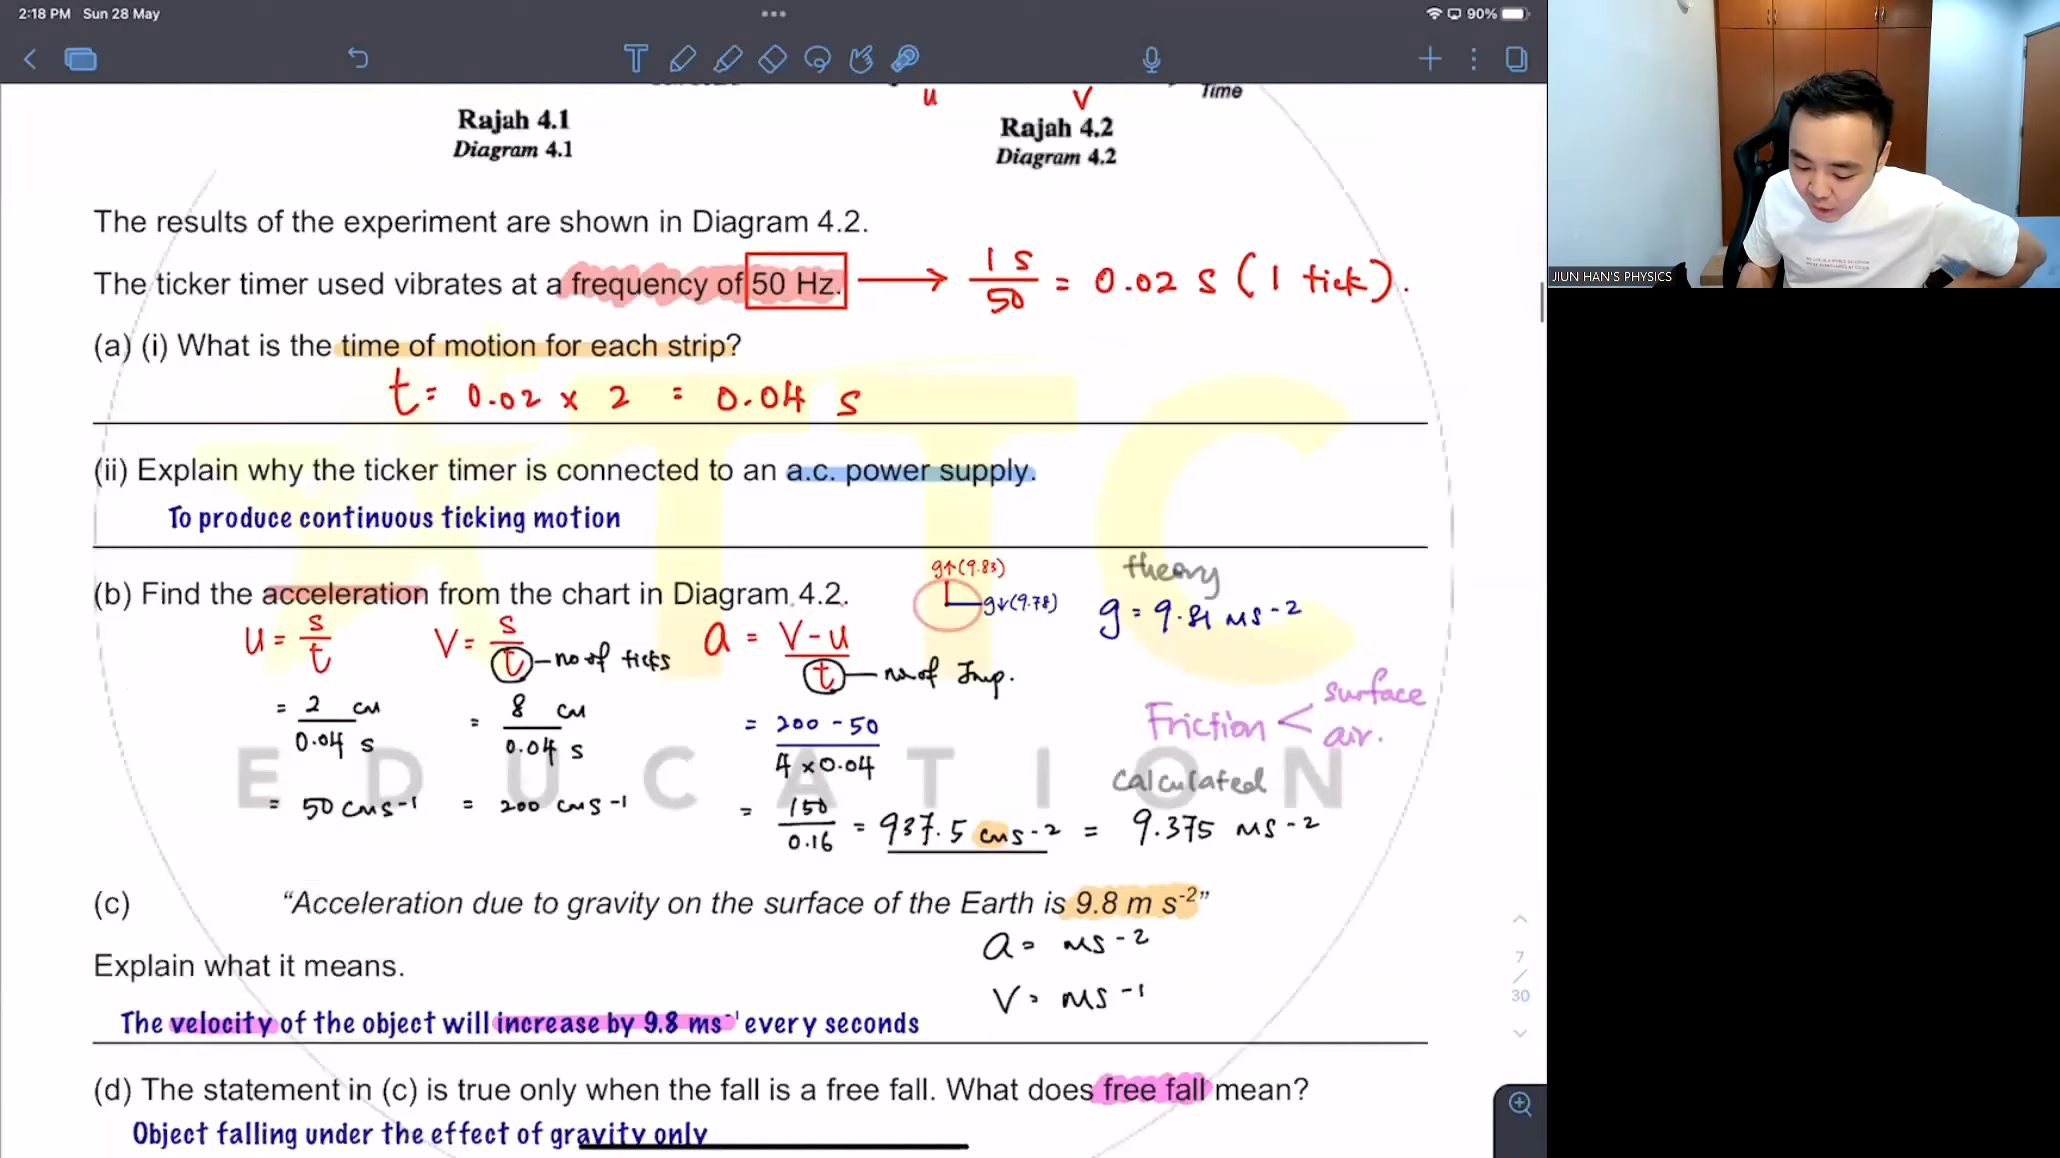 2:18 PM Sun 28 May
90%
u
V
Time
Rajah 4.1
Diagram 4.1
Rajah 4.2
Diagram 4.2
The results of the experiment are shown in Diagram 4.2.
The ticker timer used vibrates at a frequency of 50 Hz. → 1 s / 50 = 0.02 s (1 tick).
(a) (i) What is the time of motion for each strip?
t = 0.02 × 2 = 0.04 s
(ii) Explain why the ticker timer is connected to an a.c. power supply.
To produce continuous ticking motion
(b) Find the acceleration from the chart in Diagram 4.2.
g↑(9.83)
g↓(9.78)
theory
g = 9.81 ms-2
u = s/t
V = s/t - no of ticks
a = V-u/t - no of Jmp.
Friction < surface
air.
= 2 cm / 0.04 s
= 8 cm / 0.04 s
= 200 - 50 / 4 × 0.04
calculated
= 50 cms-1
= 200 cms-1
= 150 / 0.16 = 937.5 cms-2 = 9.375 ms-2
(c) “Acceleration due to gravity on the surface of the Earth is 9.8 m s-2”
a = ms-2
Explain what it means.
V = ms-1
The velocity of the object will increase by 9.8 ms-1 every seconds
(d) The statement in (c) is true only when the fall is a free fall. What does free fall mean?
Object falling under the effect of gravity only
7
/
30
EDUCATION
TTC
JIUN HAN'S PHYSICS